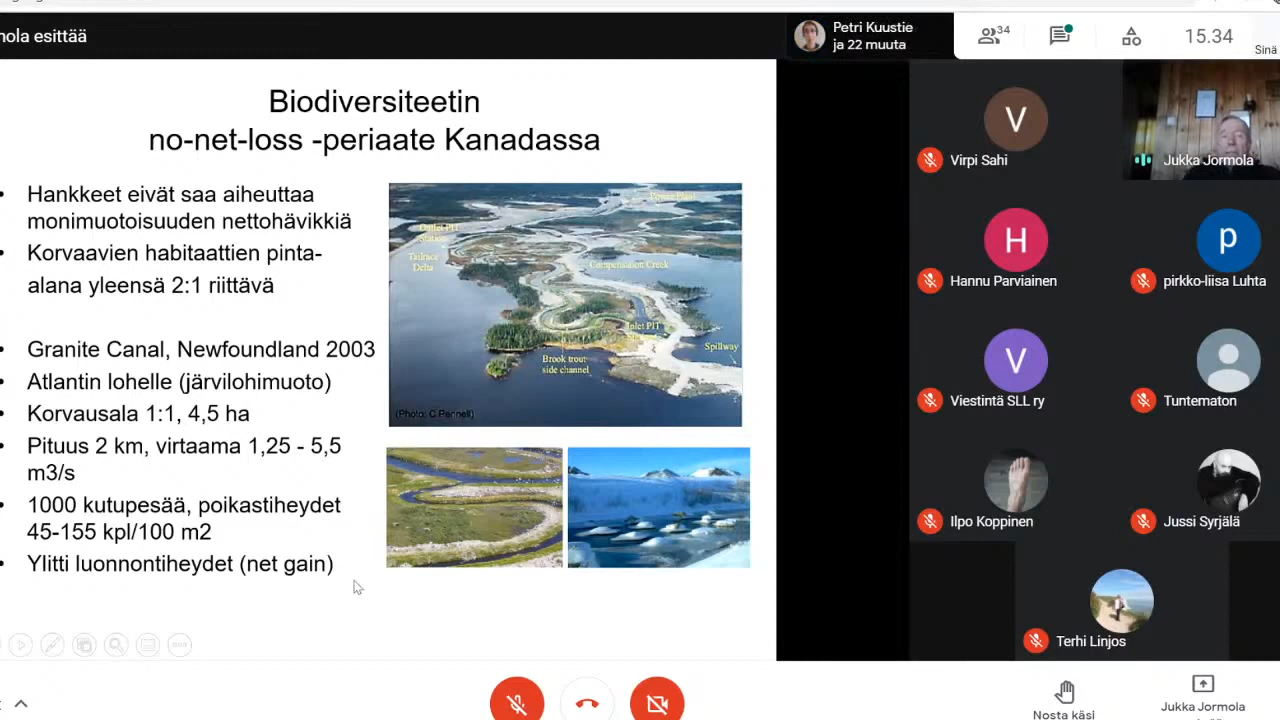 nola esittää
Petri Kuustie
ja 22 muuta
34
15.34
Sinä
Biodiversiteetin
no-net-loss -periaate Kanadassa
• Hankkeet eivät saa aiheuttaa
monimuotoisuuden nettohävikkiä
• Korvaavien habitaattien pinta-
alana yleensä 2:1 riittävä
• Granite Canal, Newfoundland 2003
• Atlantin lohelle (järvilohimuoto)
• Korvausala 1:1, 4,5 ha
• Pituus 2 km, virtaama 1,25 - 5,5
m3/s
• 1000 kutupesää, poikastiheydet
45-155 kpl/100 m2
• Ylitti luonnontiheydet (net gain)
Outlet PIT
Station
Tailrace
Delta
Compensation Creek
Inlet PIT
Spillway
Brook trout
side channel
(Photo: C Pennell)
V
Virpi Sahi
Jukka Jormola
H
Hannu Parviainen
p
pirkko-liisa Luhta
V
Viestintä SLL ry
Tuntematon
Ilpo Koppinen
Jussi Syrjälä
Terhi Linjos
Nosta käsi
Jukka Jormola